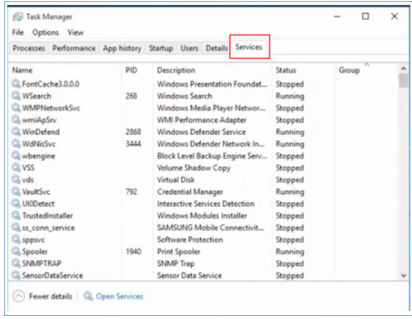 Task Manager
File Options View
Processes Performance App history Startup Users Details Services
Name PID Description Status Group
FontCache3.0.0.0 Windows Presentation Foundat... Stopped
WSearch 268 Windows Search Running
WMPNetworkSvc Windows Media Player Networ... Stopped
wmiApSrv WMI Performance Adapter Stopped
WinDefend 2868 Windows Defender Service Running
WdNisSvc 3444 Windows Defender Network In... Running
wbengine Block Level Backup Engine Serv... Stopped
VSS Volume Shadow Copy Stopped
vds Virtual Disk Stopped
VaultSvc 792 Credential Manager Running
UI0Detect Interactive Services Detection Stopped
TrustedInstaller Windows Modules Installer Stopped
ss_conn_service SAMSUNG Mobile Connectivit... Stopped
sppsvc Software Protection Stopped
Spooler 1940 Print Spooler Running
SNMPTRAP SNMP Trap Stopped
SensorDataService Sensor Data Service Stopped
Fewer details Open Services